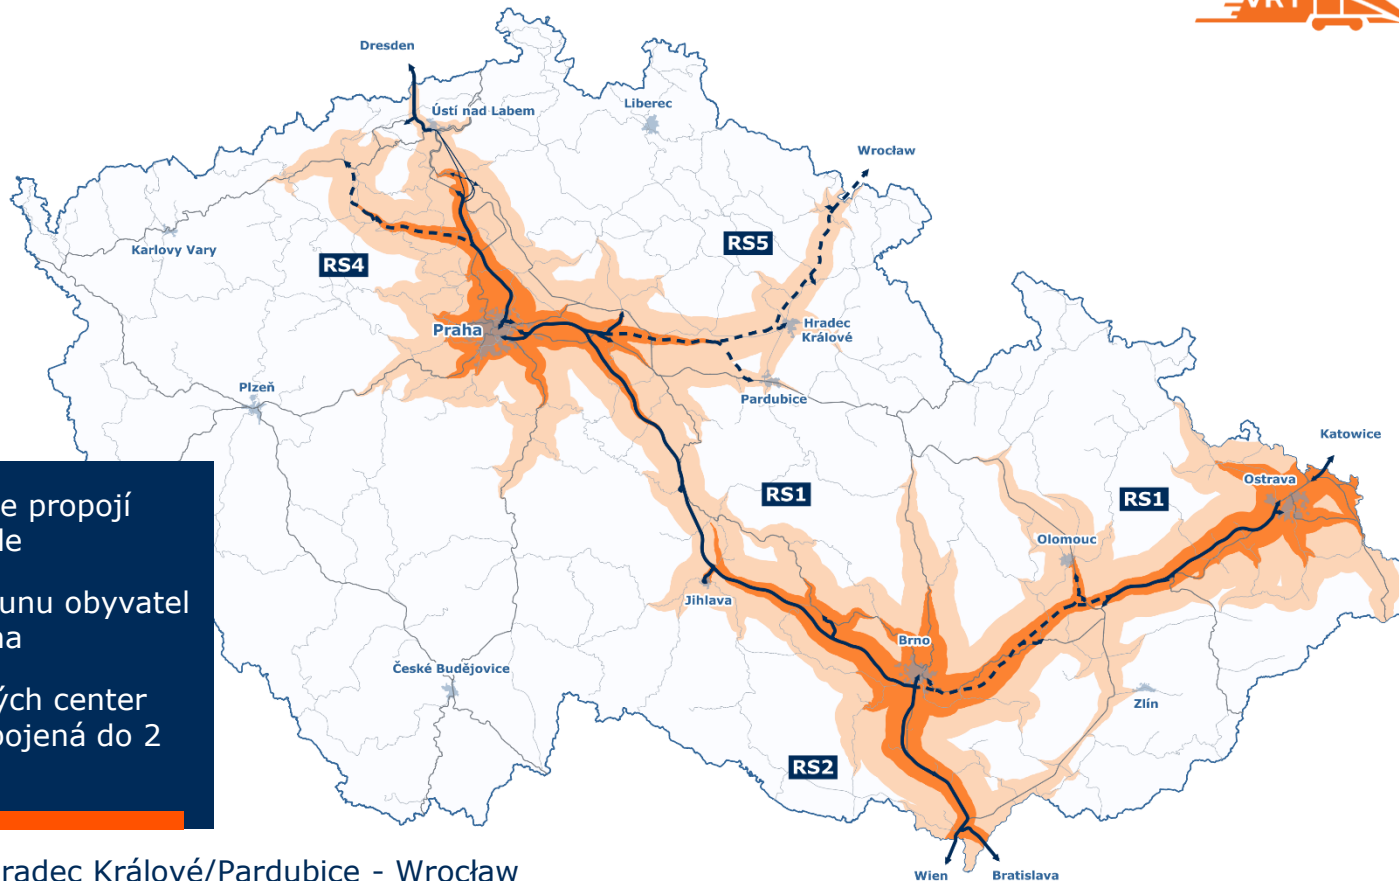 VRT
Dresden
Ústí nad Labem
Liberec
Wrocław
Karlovy Vary
RS4
RS5
Praha
Hradec
Králové
Plzeň
Pardubice
Katowice
Ostrava
RS1
RS1
Olomouc
Jihlava
Brno
České Budějovice
Zlín
RS2
Wien
Bratislava
e propojí
le
unu obyvatel
na
ých center
pojená do 2
radec Králové/Pardubice - Wrocław